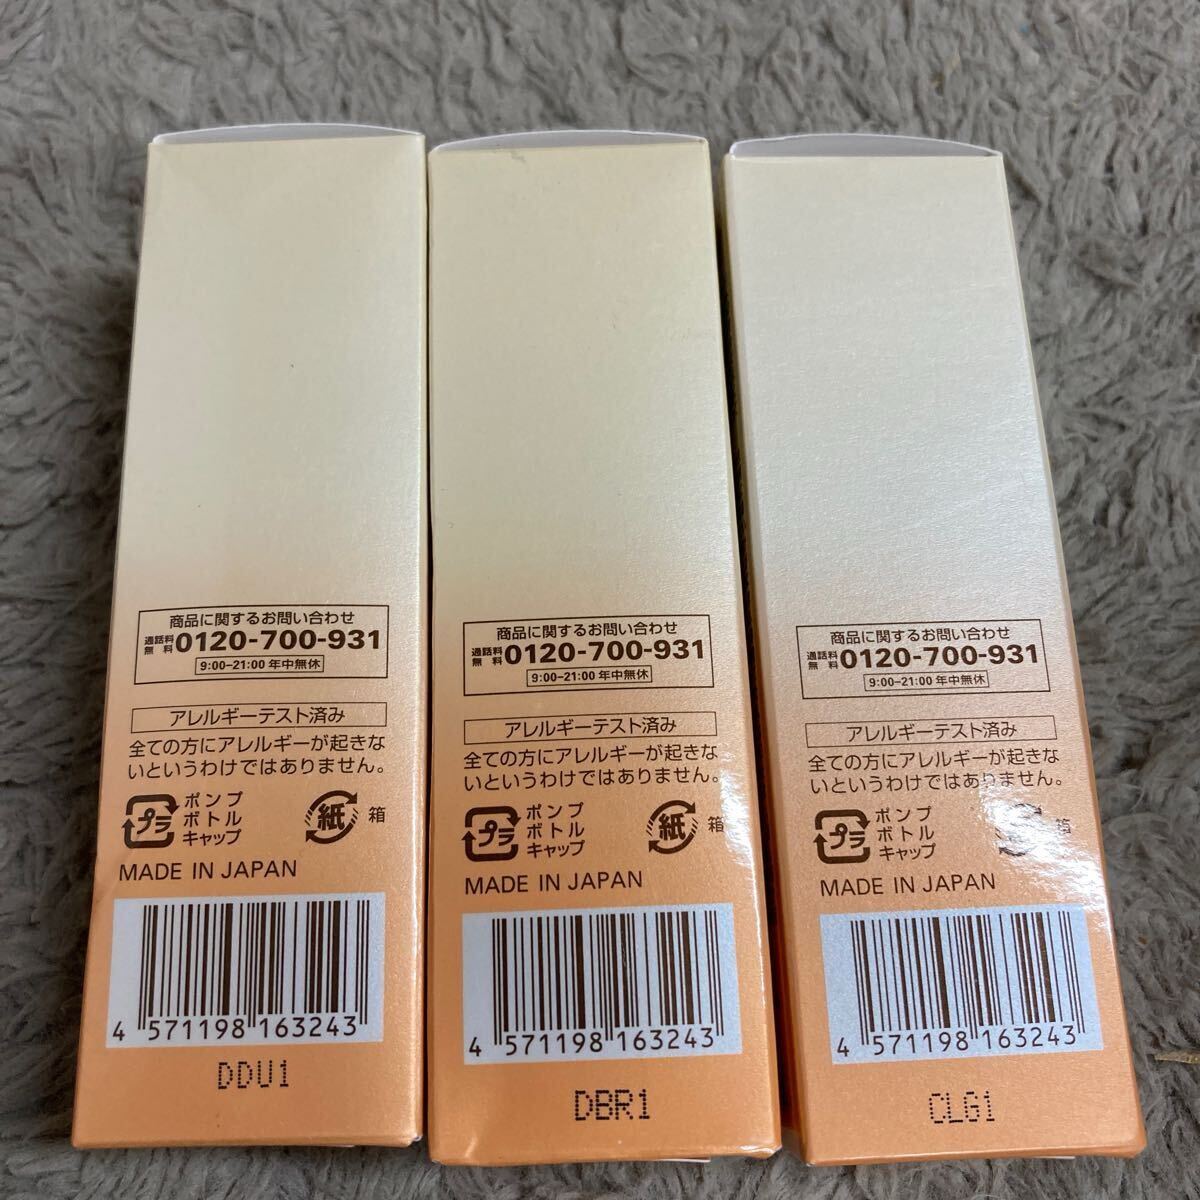 商品に関するお問い合わせ
通話料無料 0120-700-931
9:00–21:00 年中無休
アレルギーテスト済み
全ての方にアレルギーが起きな
いというわけではありません。
プラ
ポンプ
ボトル
キャップ
紙 箱
MADE IN JAPAN
4 571198 163243
DDU1
商品に関するお問い合わせ
通話料無料 0120-700-931
9:00–21:00 年中無休
アレルギーテスト済み
全ての方にアレルギーが起きな
いというわけではありません。
プラ
ポンプ
ボトル
キャップ
紙 箱
MADE IN JAPAN
4 571198 163243
DBR1
商品に関するお問い合わせ
通話料無料 0120-700-931
9:00–21:00 年中無休
アレルギーテスト済み
全ての方にアレルギーが起きな
いというわけではありません。
プラ
ポンプ
ボトル
キャップ
箱
MADE IN JAPAN
4 571198 163243
CLG1